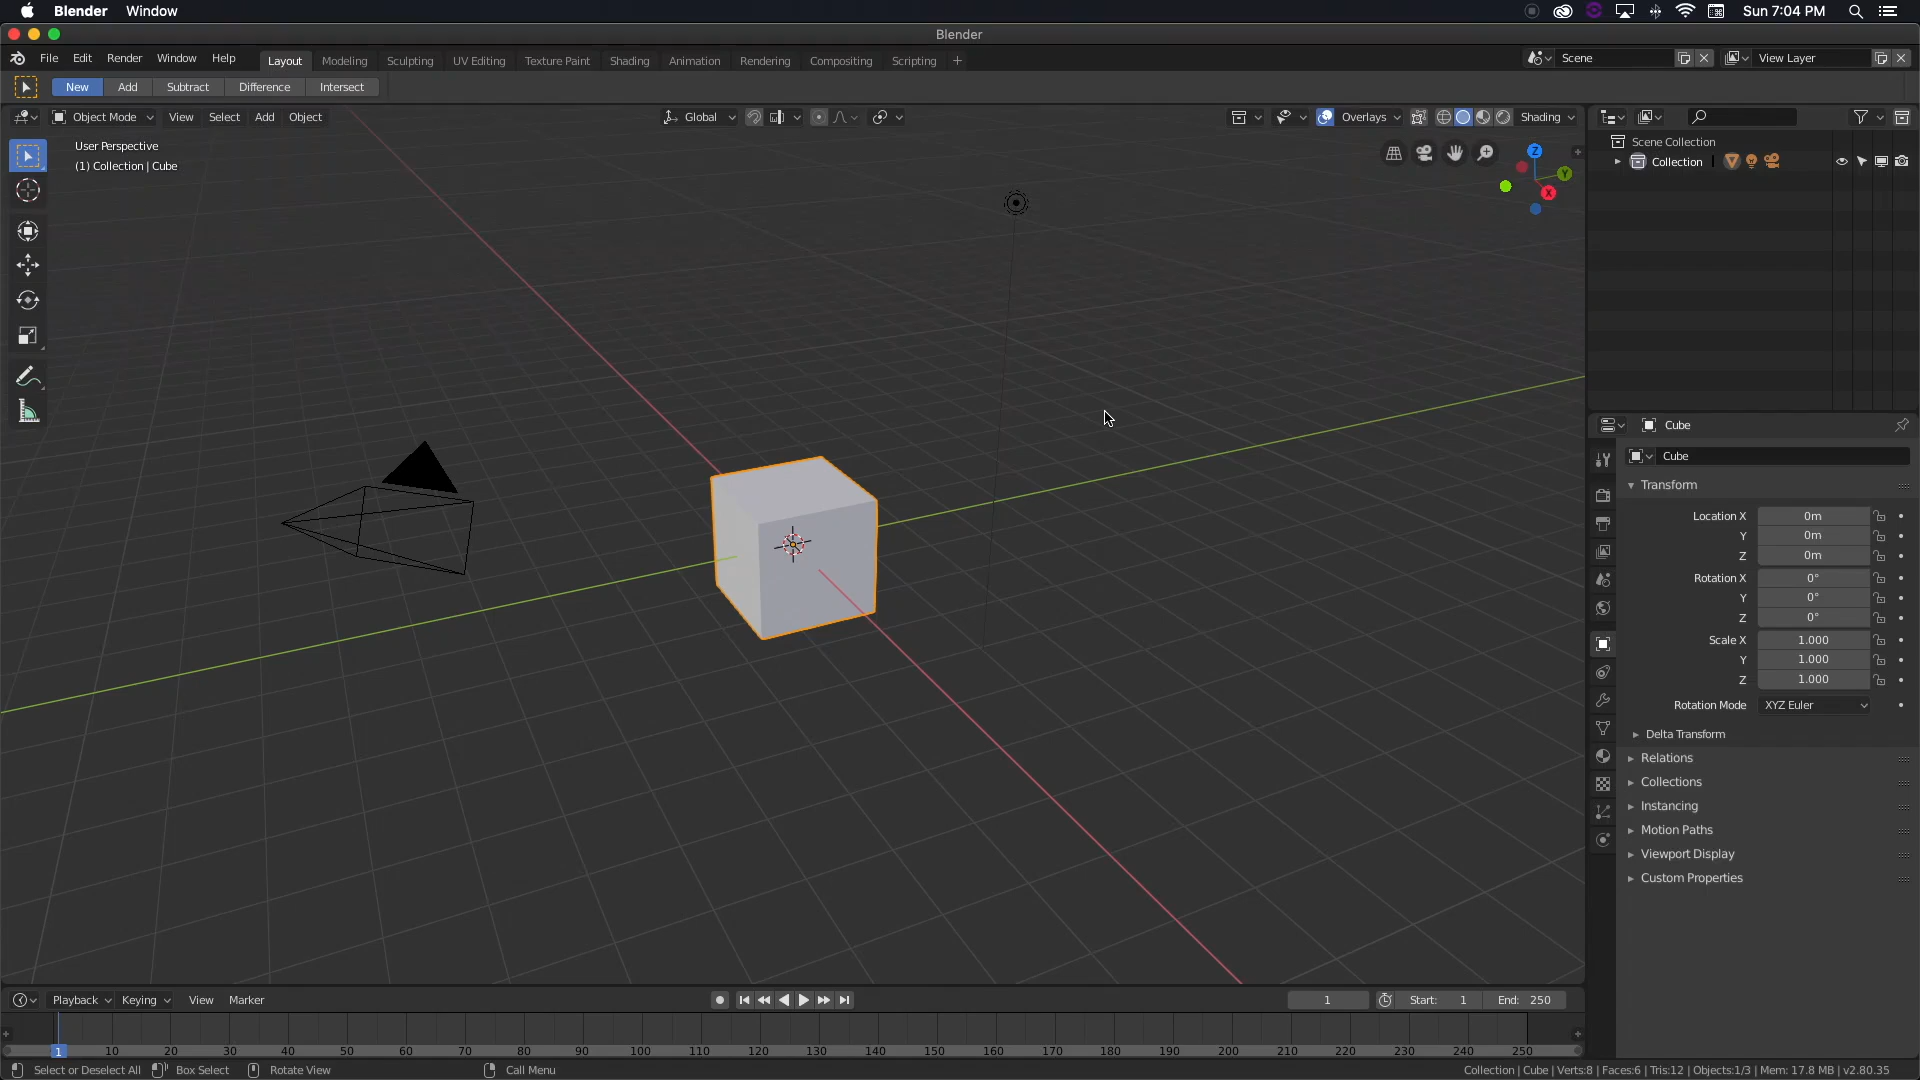 Blender Window Sun 7:04 PM
Blender
File Edit Render Window Help Layout Modeling Sculpting UV Editing Texture Paint Shading Animation Rendering Compositing Scripting + Scene View Layer
New Add Subtract Difference Intersect
Object Mode View Select Add Object Global Overlays Shading
User Perspective
(1) Collection | Cube
Z
Y
X
Scene Collection
Collection
Cube
Cube
Transform
Location X 0m
Y 0m
Z 0m
Rotation X 0°
Y 0°
Z 0°
Scale X 1.000
Y 1.000
Z 1.000
Rotation Mode XYZ Euler
Delta Transform
Relations
Collections
Instancing
Motion Paths
Viewport Display
Custom Properties
Playback Keying View Marker 1 Start: 1 End: 250
1 10 20 30 40 50 60 70 80 90 100 110 120 130 140 150 160 170 180 190 200 210 220 230 240 250
Select or Deselect All Box Select Rotate View Call Menu Collection | Cube | Verts:8 | Faces:6 | Tris:12 | Objects:1/3 | Mem: 17.8 MB | v2.80.35